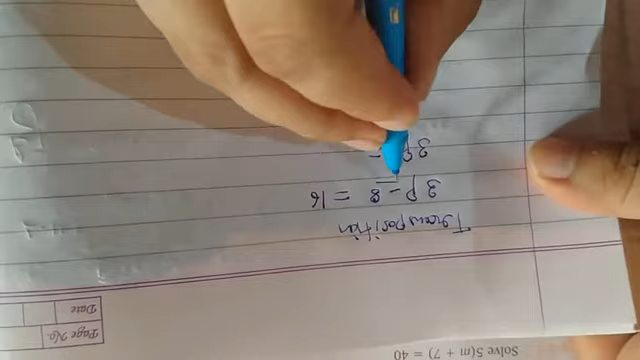 Solve 5(m + 7) = 40
Page No.
Date
Transposition
3p - 8 = 16
3p -